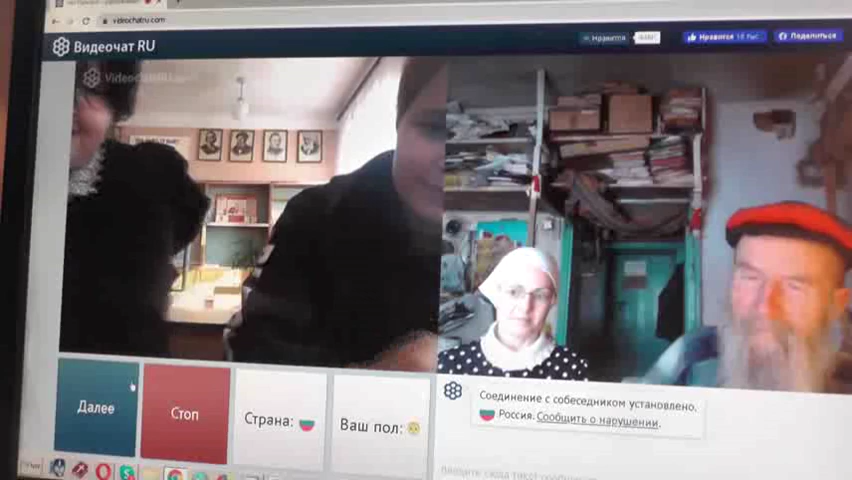 videochatru.com
Видеочат RU
Нравится
Нравится
Поделиться
Далее
Стоп
Страна:
Ваш пол:
Соединение с собеседником установлено,
Россия. Сообщить о нарушении.